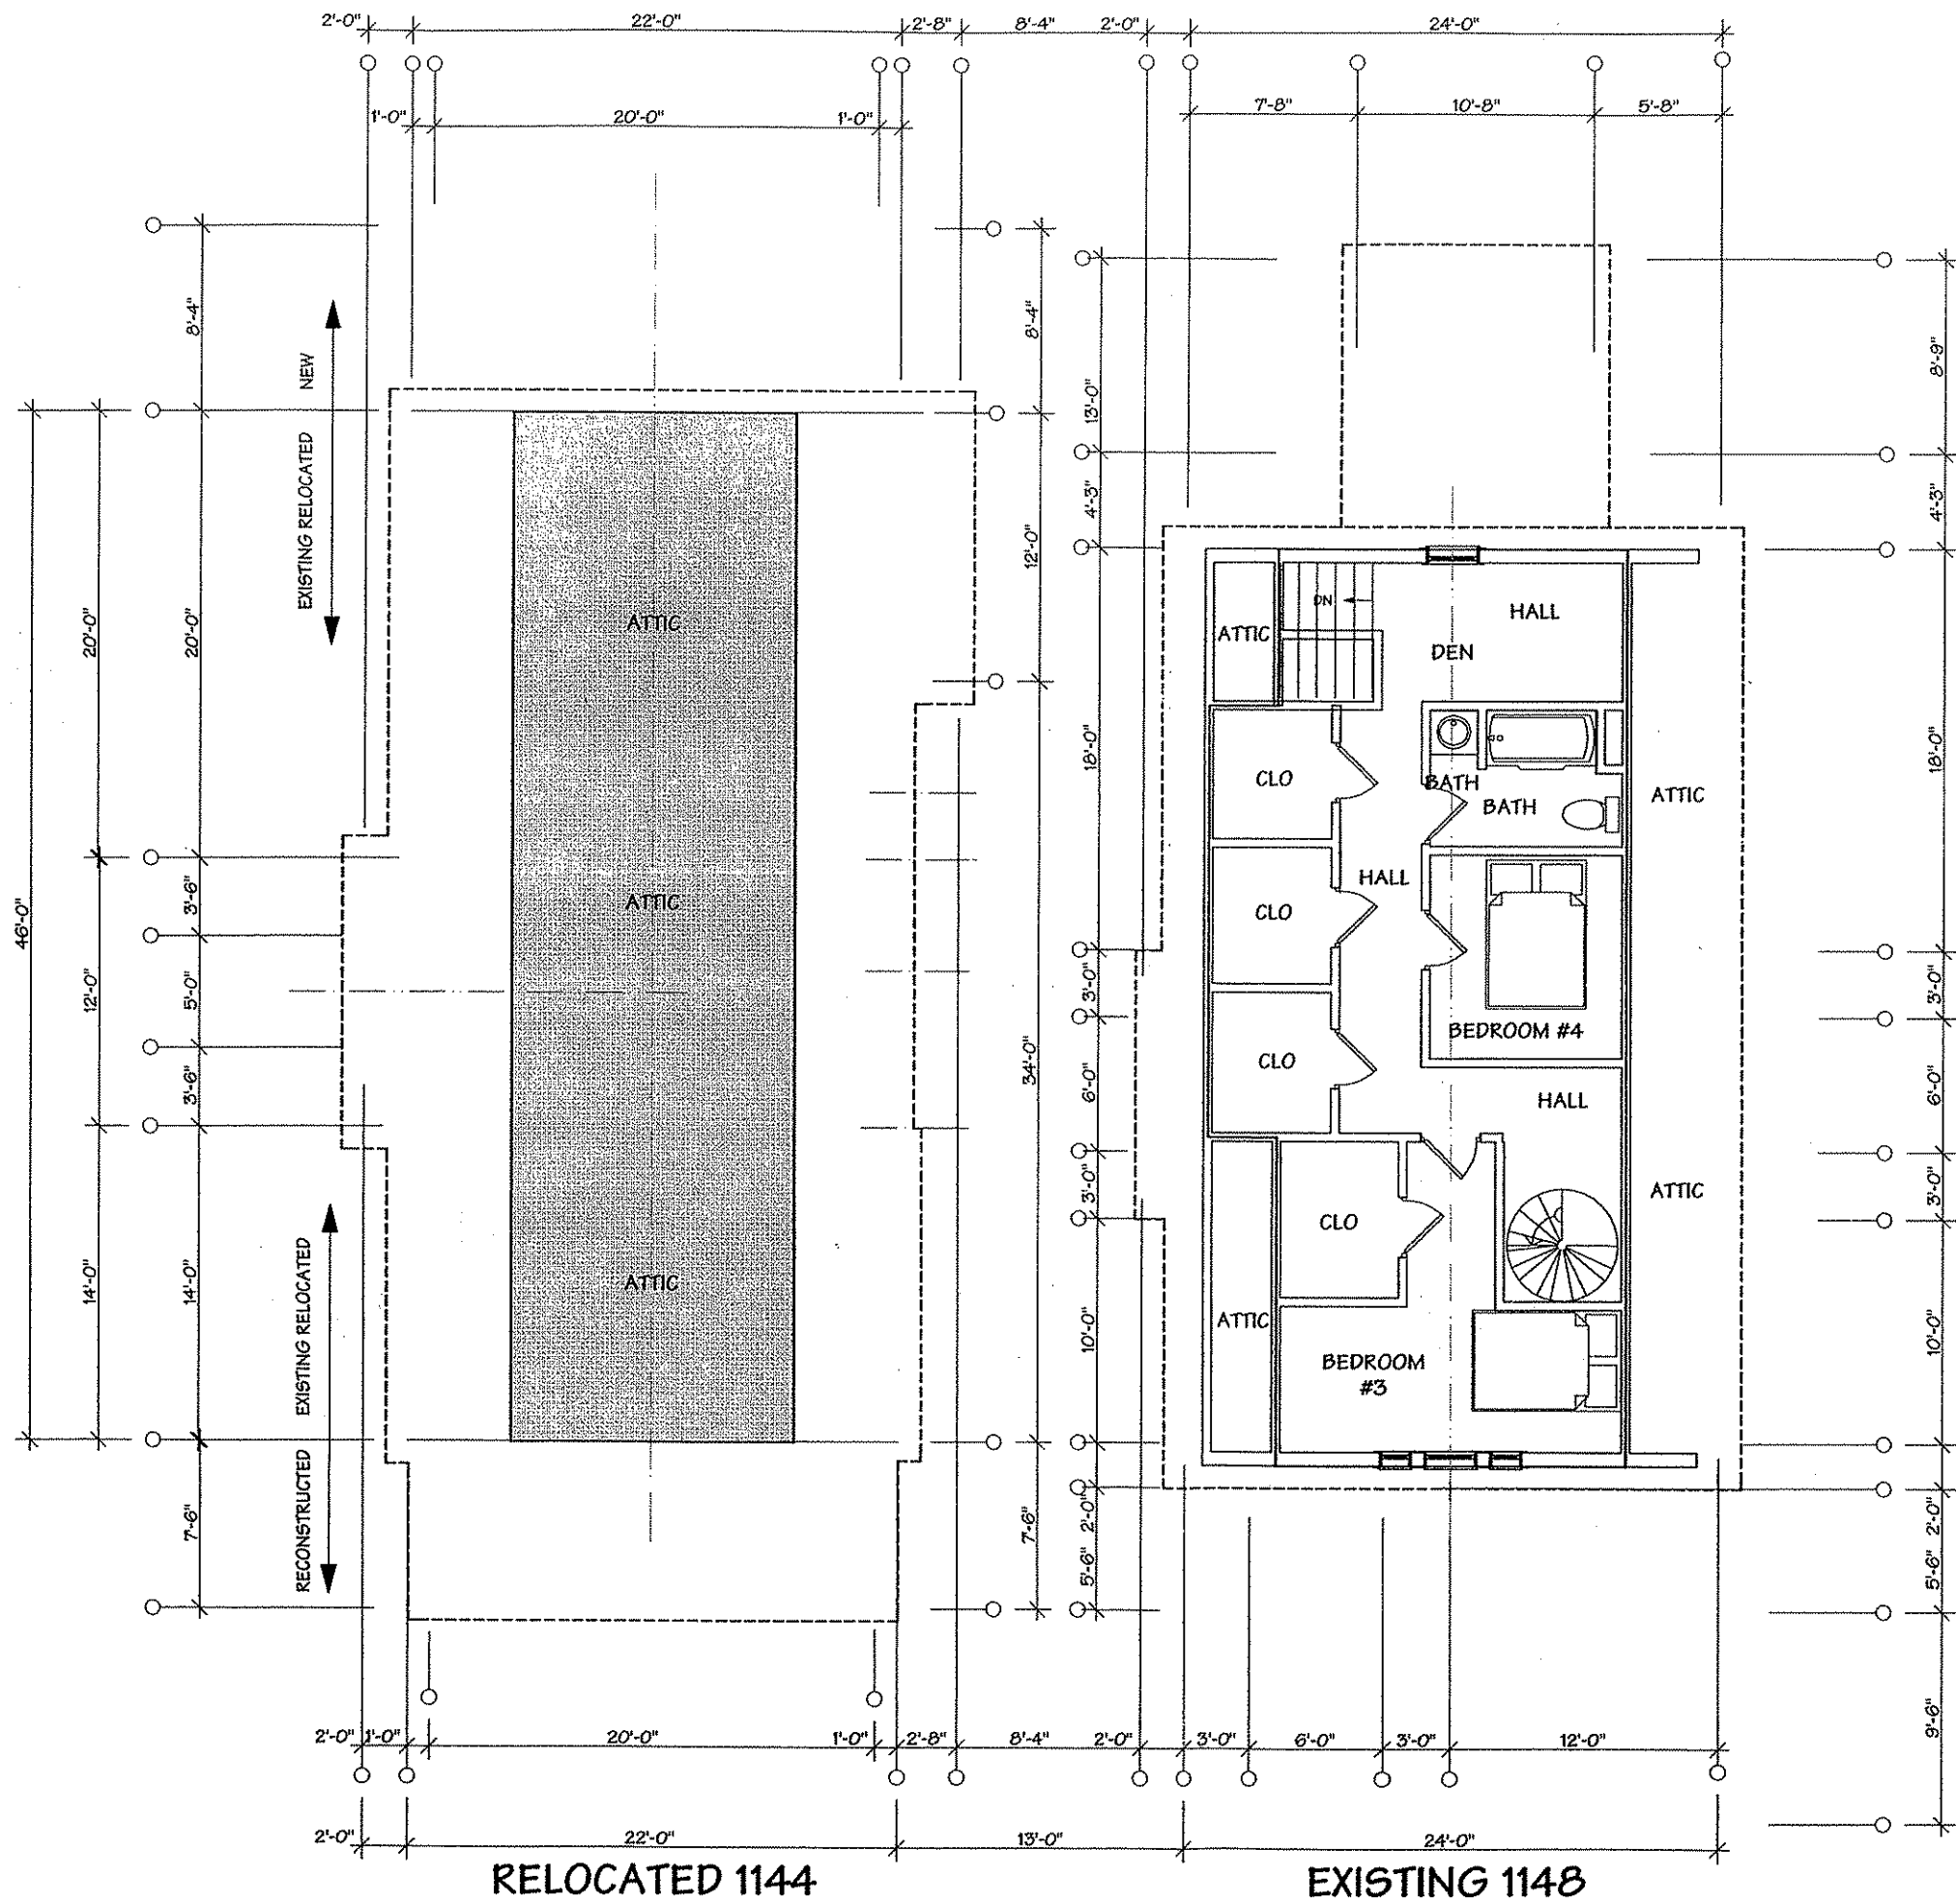 2'-0" 22'-0" 2'-8" 8'-4" 2'-0" 24'-0"
1'-0" 20'-0" 1'-0" 7'-8" 10'-8" 5'-8"
8'-4"
20'-0"
3'-6"
5'-0"
3'-6"
14'-0"
7'-6"
46'-0"
20'-0"
12'-0"
14'-0"
NEW
EXISTING RELOCATED
EXISTING RELOCATED
RECONSTRUCTED
ATTIC
ATTIC
ATTIC
8'-4"
12'-0"
34'-0"
7'-6"
13'-0"
4'-3"
18'-0"
3'-0"
6'-0"
3'-0"
10'-0"
2'-0"
5'-6"
HALL
DN
ATTIC
DEN
CLO
BATH
BATH
ATTIC
HALL
CLO
BEDROOM #4
CLO
HALL
ATTIC
CLO
ATTIC
BEDROOM
#3
8'-9"
4'-3"
18'-0"
3'-0"
6'-0"
3'-0"
10'-0"
2'-0"
5'-6"
9'-6"
2'-0" 1'-0" 20'-0" 1'-0" 2'-8" 8'-4" 2'-0" 3'-0" 6'-0" 3'-0" 12'-0"
2'-0" 22'-0" 13'-0" 24'-0"
RELOCATED 1144
EXISTING 1148